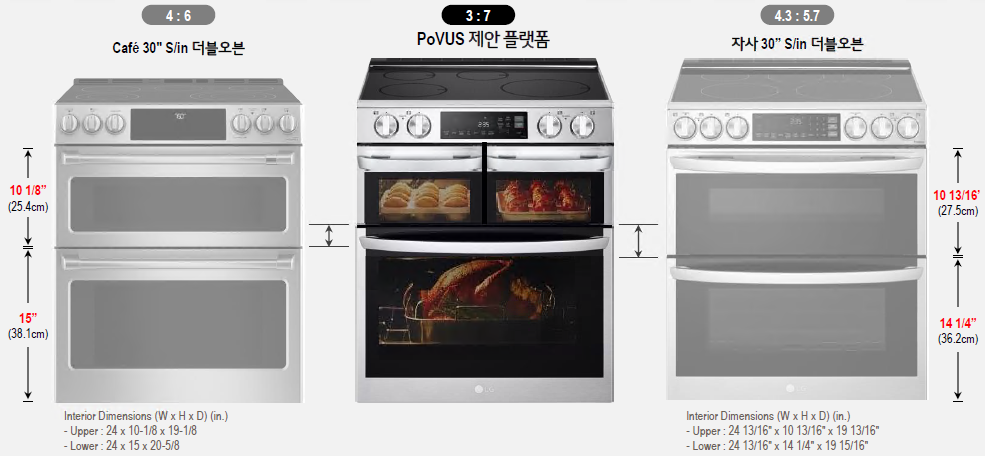 4 : 6
3 : 7
4.3 : 5.7
Café 30" S/in 더블오븐
PoVUS 제안 플랫폼
자사 30” S/in 더블오븐
10 1/8”
(25.4cm)
15”
(38.1cm)
10 13/16’
(27.5cm)
14 1/4”
(36.2cm)
Interior Dimensions (W x H x D) (in.)
- Upper : 24 x 10-1/8 x 19-1/8
- Lower : 24 x 15 x 20-5/8
Interior Dimensions (W x H x D) (in.)
- Upper : 24 13/16" x 10 13/16" x 19 13/16"
- Lower : 24 13/16" x 14 1/4" x 19 15/16"